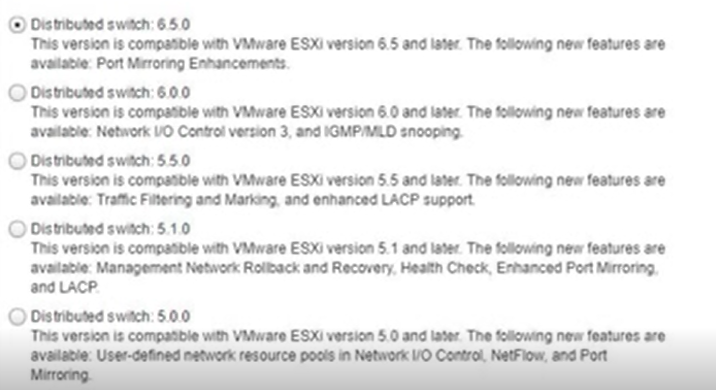 Distributed switch: 6.5.0
This version is compatible with VMware ESXi version 6.5 and later. The following new features are
available: Port Mirroring Enhancements.
Distributed switch: 6.0.0
This version is compatible with VMware ESXi version 6.0 and later. The following new features are
available: Network I/O Control version 3, and IGMP/MLD snooping.
Distributed switch: 5.5.0
This version is compatible with VMware ESXi version 5.5 and later. The following new features are
available: Traffic Filtering and Marking, and enhanced LACP support.
Distributed switch: 5.1.0
This version is compatible with VMware ESXi version 5.1 and later. The following new features are
available: Management Network Rollback and Recovery, Health Check, Enhanced Port Mirroring,
and LACP.
Distributed switch: 5.0.0
This version is compatible with VMware ESXi version 5.0 and later. The following new features are
available: User-defined network resource pools in Network I/O Control, NetFlow, and Port
Mirroring.